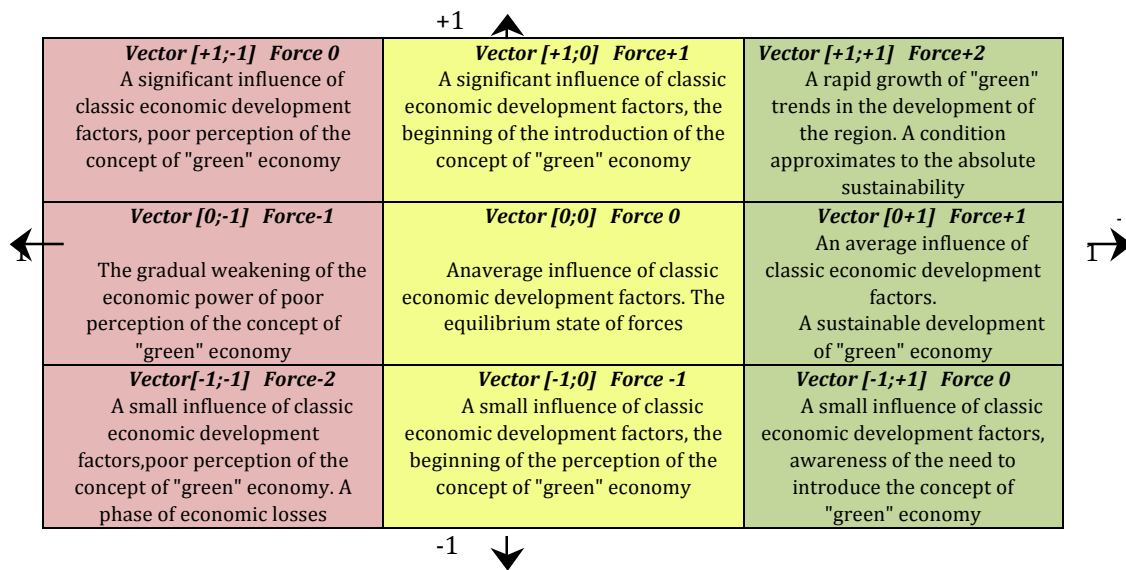 +1
Vector [+1;-1] Force 0
A significant influence of
classic economic development
factors, poor perception of the
concept of "green" economy
Vector [+1;0] Force+1
A significant influence of classic
economic development factors, the
beginning of the introduction of the
concept of "green" economy
Vector [+1;+1] Force+2
A rapid growth of "green"
trends in the development of
the region. A condition
approximates to the absolute
sustainability
1
Vector [0;-1] Force-1
The gradual weakening of the
economic power of poor
perception of the concept of
"green" economy
Vector [0;0] Force 0
Anaverage influence of classic
economic development factors. The
equilibrium state of forces
Vector [0+1] Force+1
An average influence of
classic economic development
factors.
A sustainable development
of "green" economy
-
1
Vector[-1;-1] Force-2
A small influence of classic
economic development
factors,poor perception of the
concept of "green" economy. A
phase of economic losses
Vector [-1;0] Force -1
A small influence of classic
economic development factors, the
beginning of the perception of the
concept of "green" economy
Vector [-1;+1] Force 0
A small influence of classic
economic development factors,
awareness of the need to
introduce the concept of
"green" economy
-1